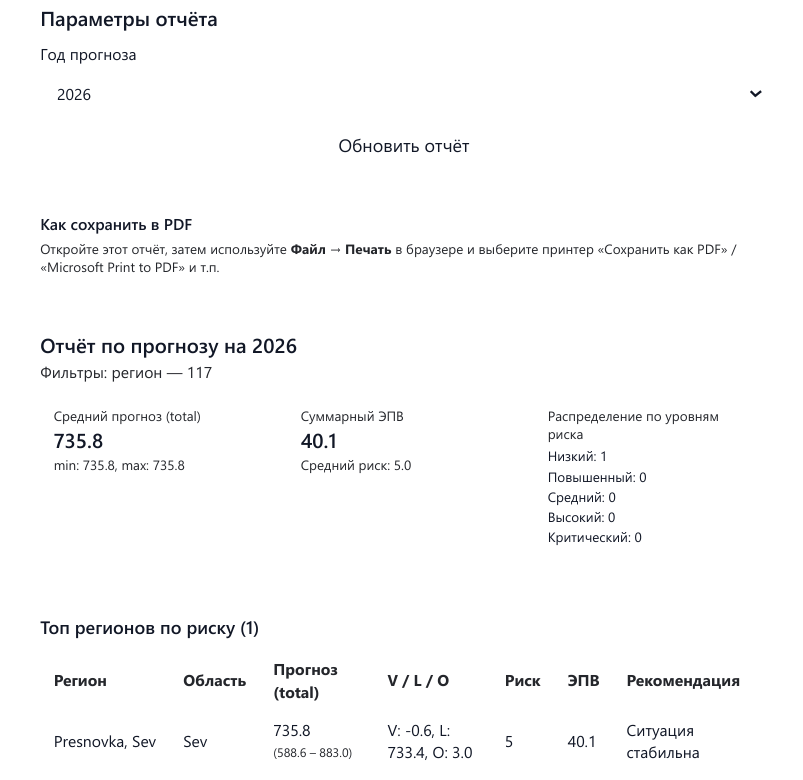 Параметры отчёта
Год прогноза
2026
Обновить отчёт
Как сохранить в PDF
Откройте этот отчёт, затем используйте Файл → Печать в браузере и выберите принтер «Сохранить как PDF» /
«Microsoft Print to PDF» и т.п.
Отчёт по прогнозу на 2026
Фильтры: регион — 117
Средний прогноз (total)
735.8
min: 735.8, max: 735.8
Суммарный ЭПВ
40.1
Средний риск: 5.0
Распределение по уровням
риска
Низкий: 1
Повышенный: 0
Средний: 0
Высокий: 0
Критический: 0
Топ регионов по риску (1)
Регион Область Прогноз (total) V / L / O Риск ЭПВ Рекомендация
Presnovka, Sev Sev 735.8 (588.6 – 883.0) V: -0.6, L: 733.4, O: 3.0 5 40.1 Ситуация стабильна